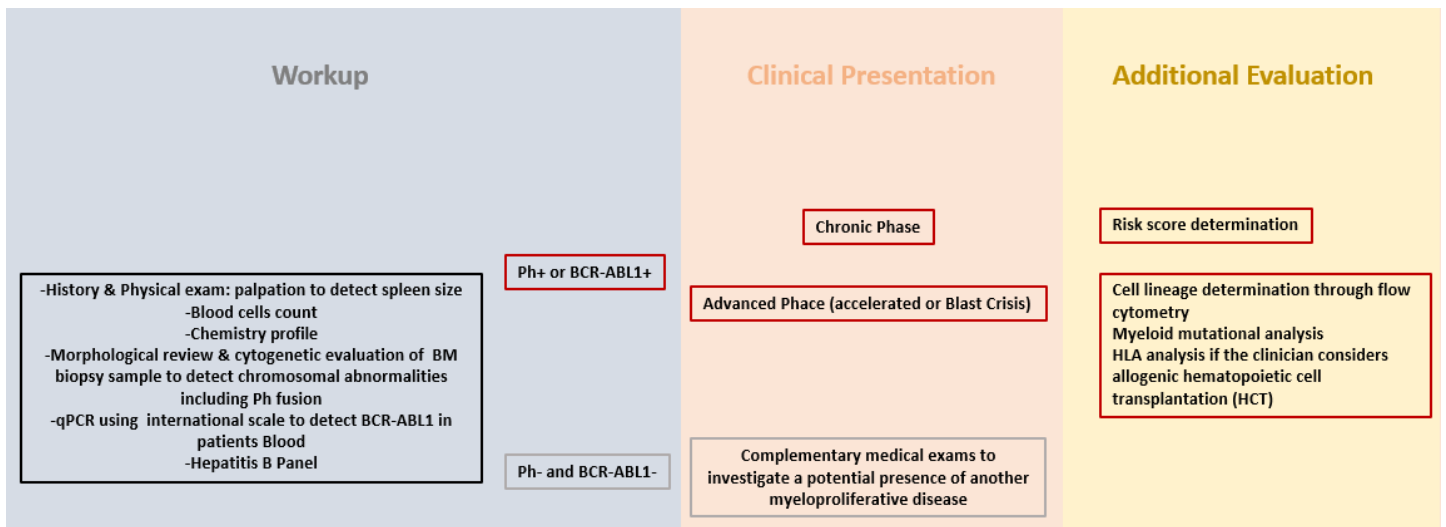 Workup
Clinical Presentation
Additional Evaluation
-History & Physical exam: palpation to detect spleen size
-Blood cells count
-Chemistry profile
-Morphological review & cytogenetic evaluation of BM
biopsy sample to detect chromosomal abnormalities
including Ph fusion
-qPCR using international scale to detect BCR-ABL1 in
patients Blood
-Hepatitis B Panel
Ph+ or BCR-ABL1+
Ph- and BCR-ABL1-
Chronic Phase
Advanced Phace (accelerated or Blast Crisis)
Complementary medical exams to
investigate a potential presence of another
myeloproliferative disease
Risk score determination
Cell lineage determination through flow
cytometry
Myeloid mutational analysis
HLA analysis if the clinician considers
allogenic hematopoietic cell
transplantation (HCT)